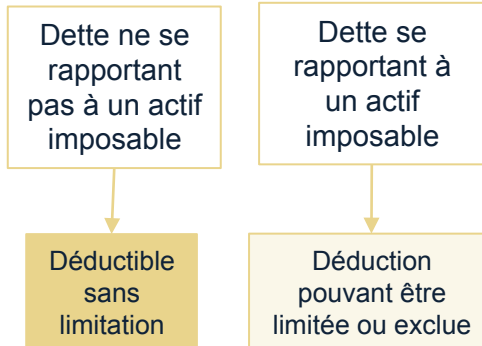 Dette ne se
rapportant
pas à un actif
imposable
Dette se
rapportant à
un actif
imposable
Déductible
sans
limitation
Déduction
pouvant être
limitée ou exclue